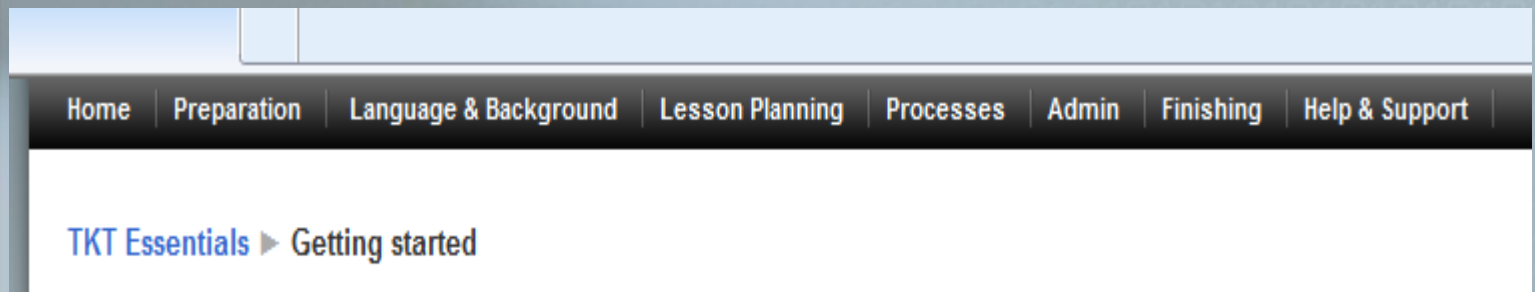 Home Preparation Language & Background Lesson Planning Processes Admin Finishing Help & Support
TKT Essentials ▶ Getting started